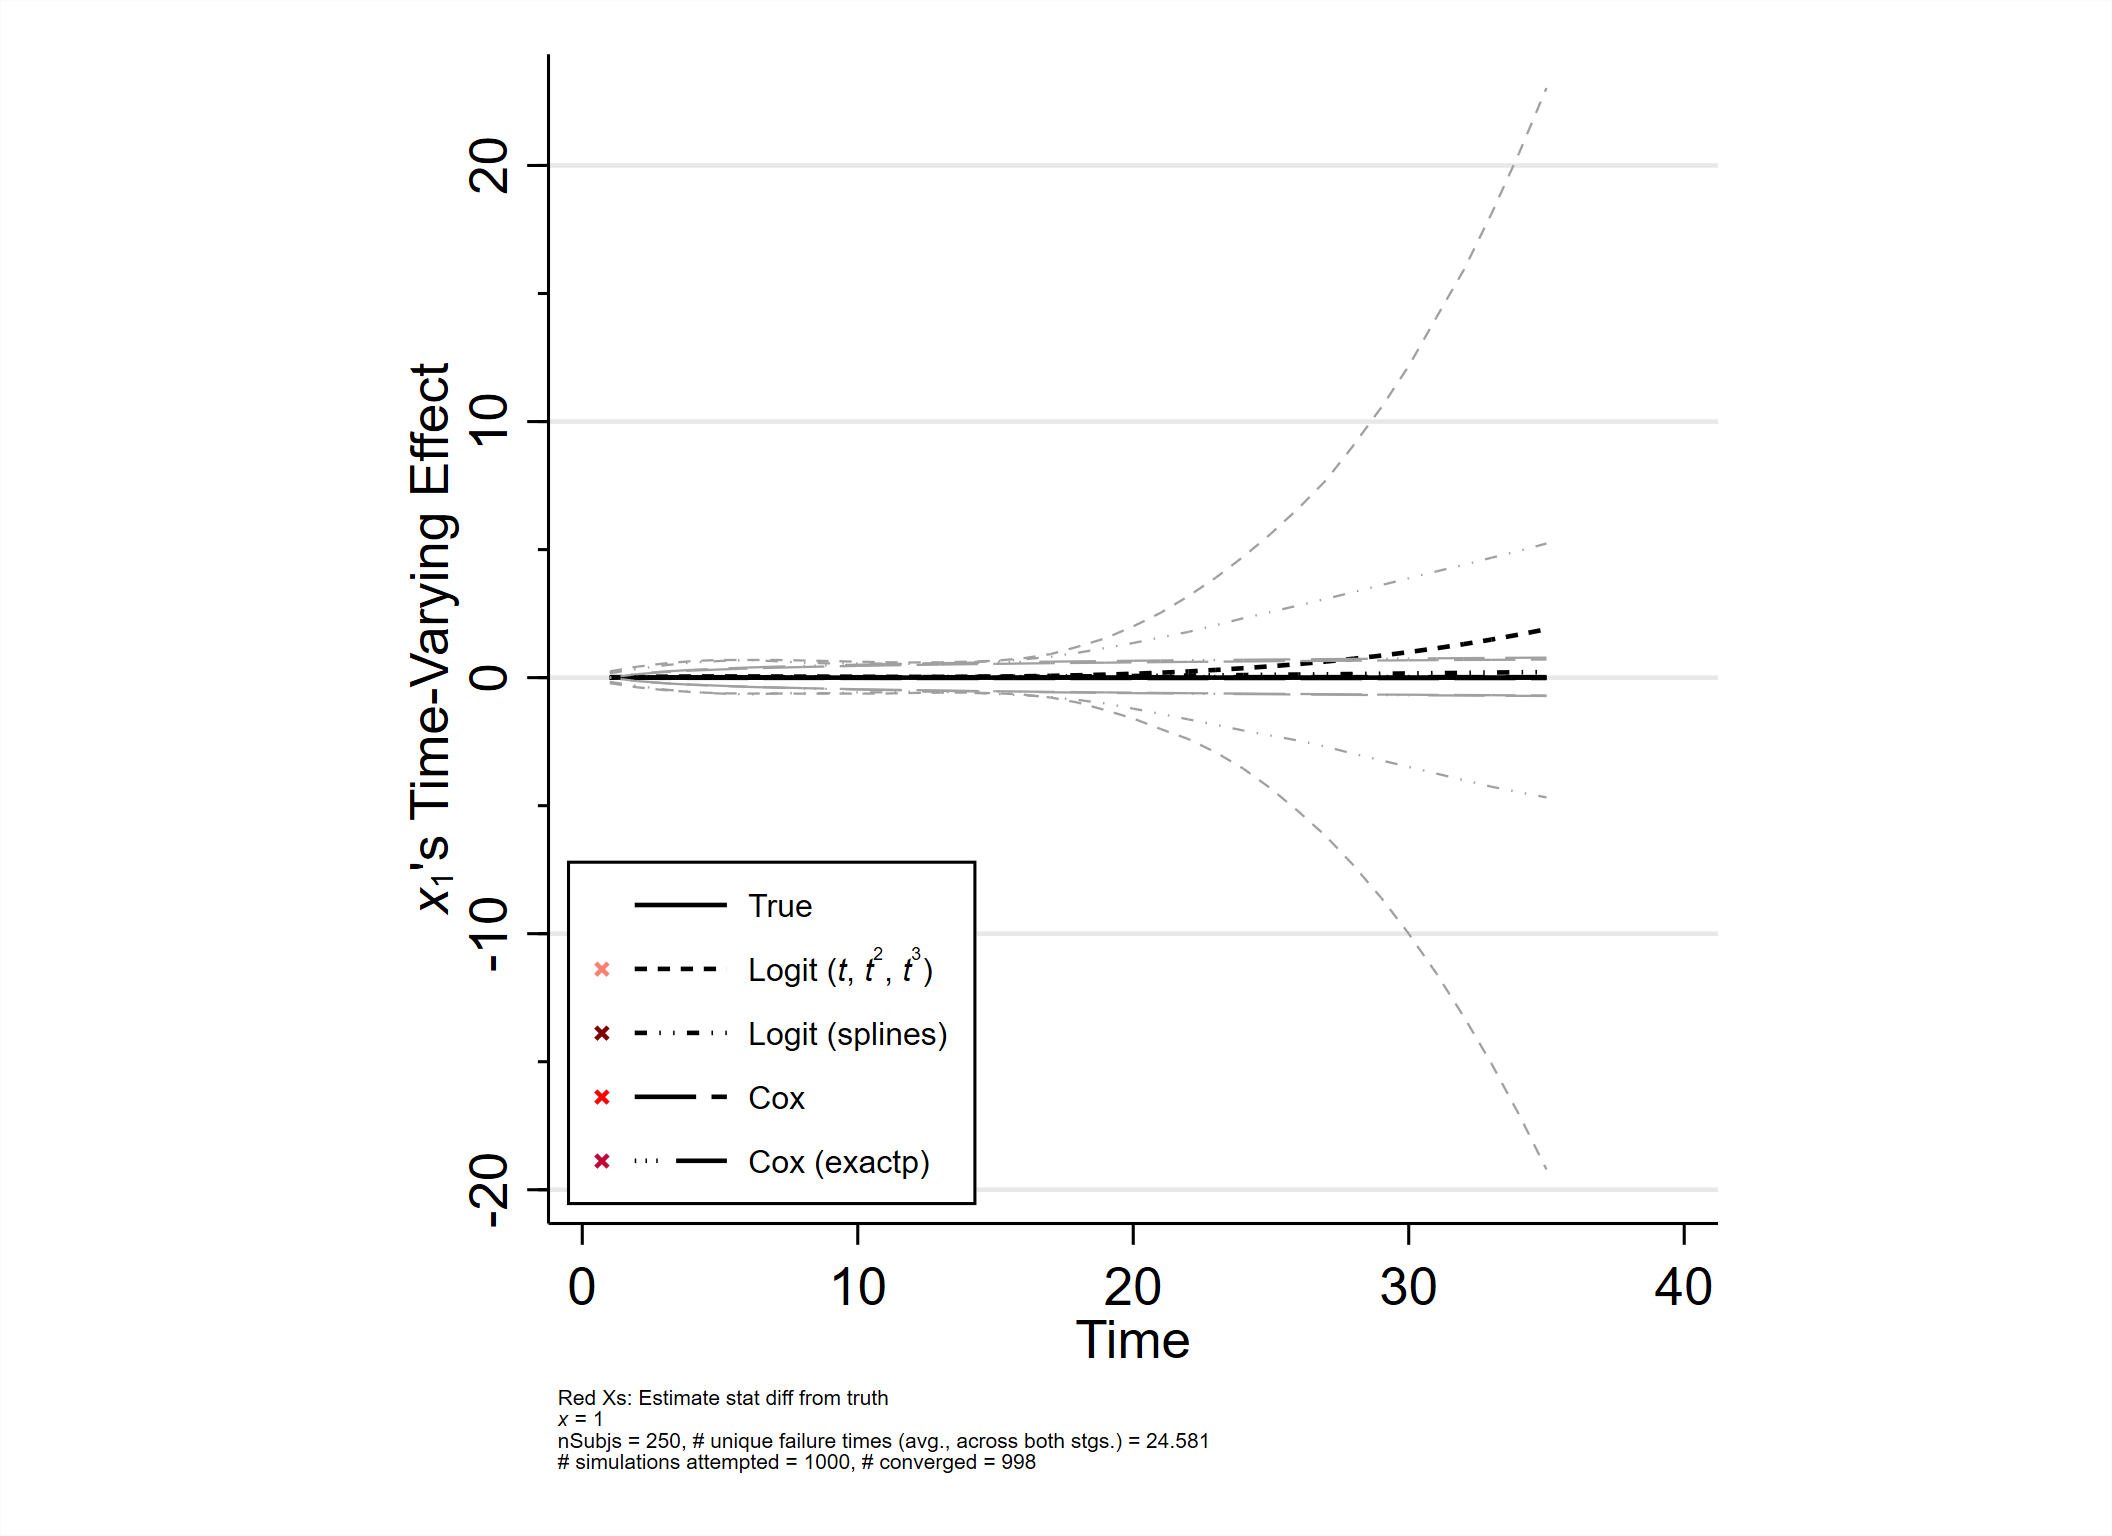 x₁'s Time-Varying Effect
20
10
0
-10
-20
True
Logit (t, t², t³)
Logit (splines)
Cox
Cox (exactp)
0 10 20 30 40
Time
Red Xs: Estimate stat diff from truth
x = 1
nSubjs = 250, # unique failure times (avg., across both stgs.) = 24.581
# simulations attempted = 1000, # converged = 998